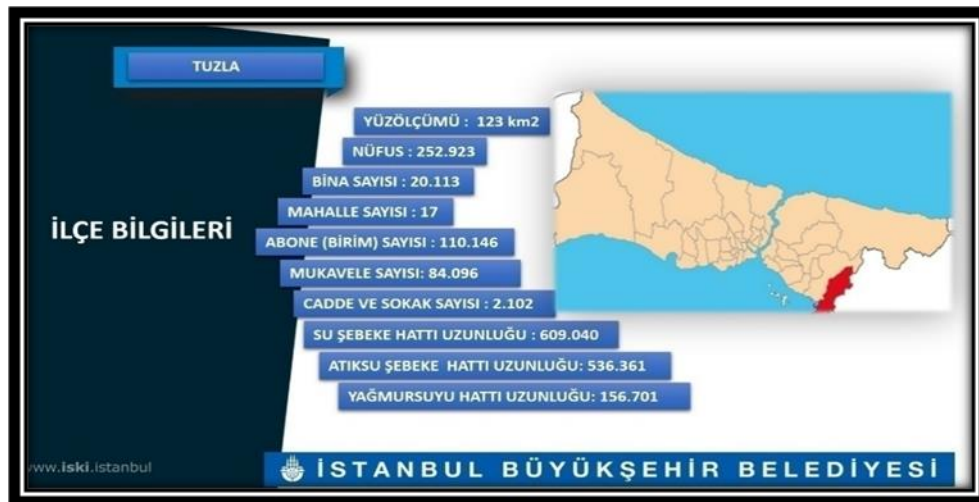 TUZLA
YÜZÖLÇÜMÜ : 123 km2
NÜFUS : 252.923
BİNA SAYISI : 20.113
MAHALLE SAYISI : 17
İLÇE BİLGİLERİ
ABONE (BİRİM) SAYISI : 110.146
MUKAVELE SAYISI: 84.096
CADDE VE SOKAK SAYISI : 2.102
SU ŞEBEKE HATTI UZUNLUĞU : 609.040
ATIKSU ŞEBEKE HATTI UZUNLUĞU: 536.361
YAĞMURSUYU HATTI UZUNLUĞU: 156.701
www.iski.istanbul
İSTANBUL BÜYÜKŞEHİR BELEDİYESİ